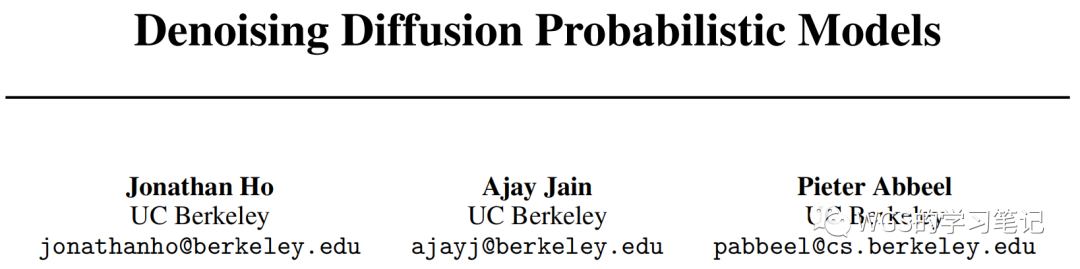 Denoising Diffusion Probabilistic Models
Jonathan Ho
UC Berkeley
jonathanho@berkeley.edu
Ajay Jain
UC Berkeley
ajayj@berkeley.edu
Pieter Abbeel
UC Berkeley
pabbeel@cs.berkeley.edu
WGS的学习笔记